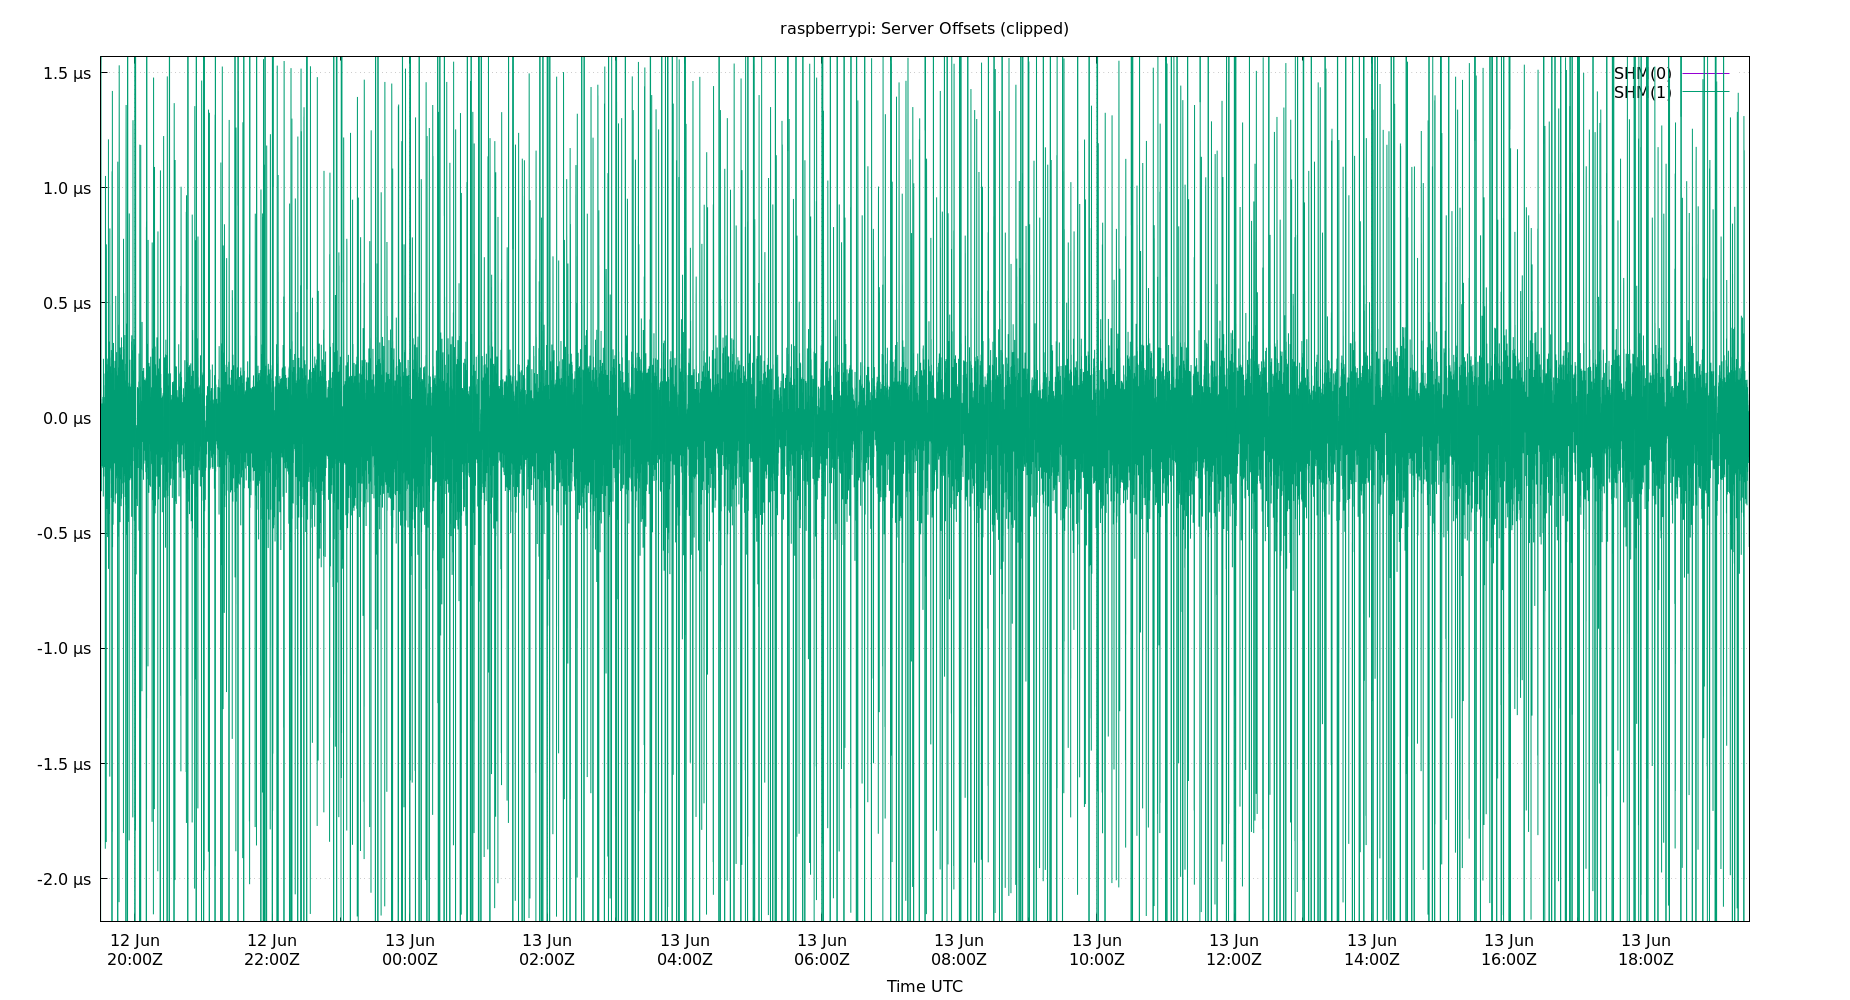 raspberrypi: Server Offsets (clipped)
SHM(0)
SHM(1)
1.5 µs
1.0 µs
0.5 µs
0.0 µs
-0.5 µs
-1.0 µs
-1.5 µs
-2.0 µs
12 Jun 12 Jun 13 Jun 13 Jun 13 Jun 13 Jun 13 Jun 13 Jun 13 Jun 13 Jun 13 Jun 13 Jun
20:00Z 22:00Z 00:00Z 02:00Z 04:00Z 06:00Z 08:00Z 10:00Z 12:00Z 14:00Z 16:00Z 18:00Z
Time UTC